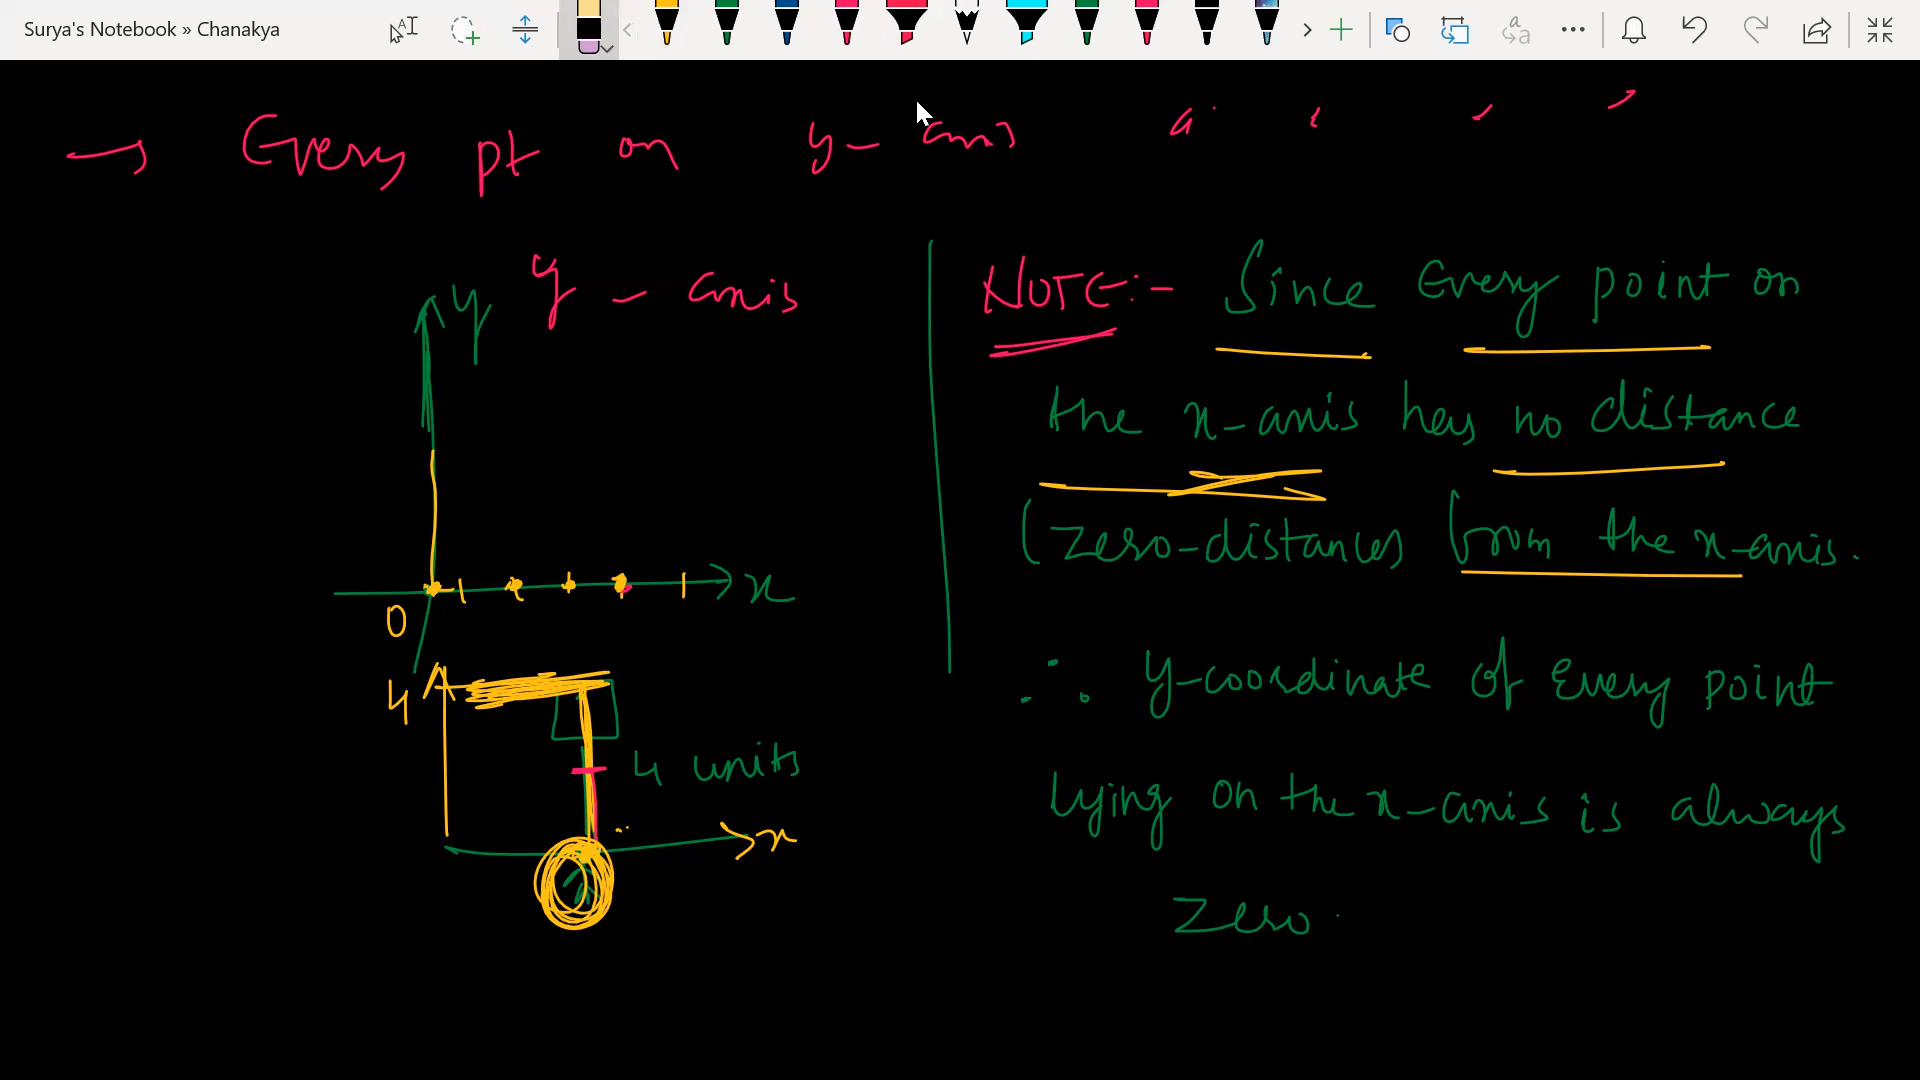 Surya's Notebook » Chanakya
→ Every pt on y-axis
y-axis
y
x
0
4
4 units
x
NOTE:- Since Every point on
the x-axis has no distance
(zero-distances from the x-axis.
∴ y-coordinate of Every point
lying on the x-axis is always
zero.